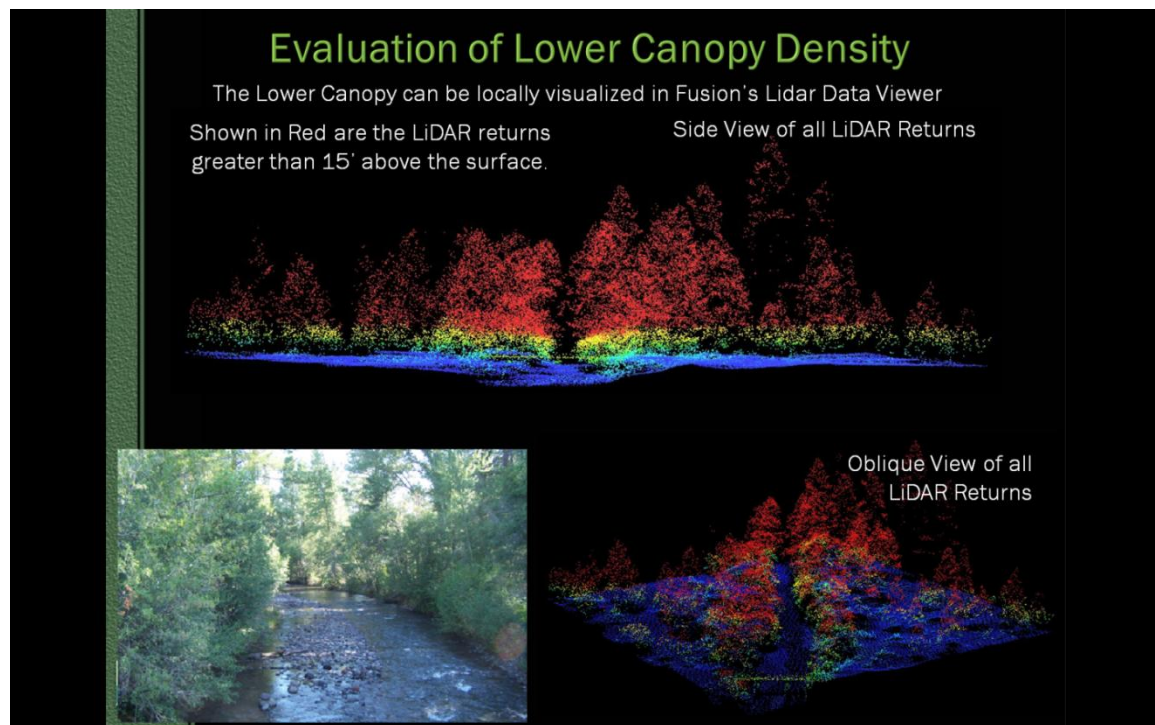 Evaluation of Lower Canopy Density
The Lower Canopy can be locally visualized in Fusion's Lidar Data Viewer
Shown in Red are the LiDAR returns
greater than 15' above the surface.
Side View of all LiDAR Returns
Oblique View of all
LiDAR Returns